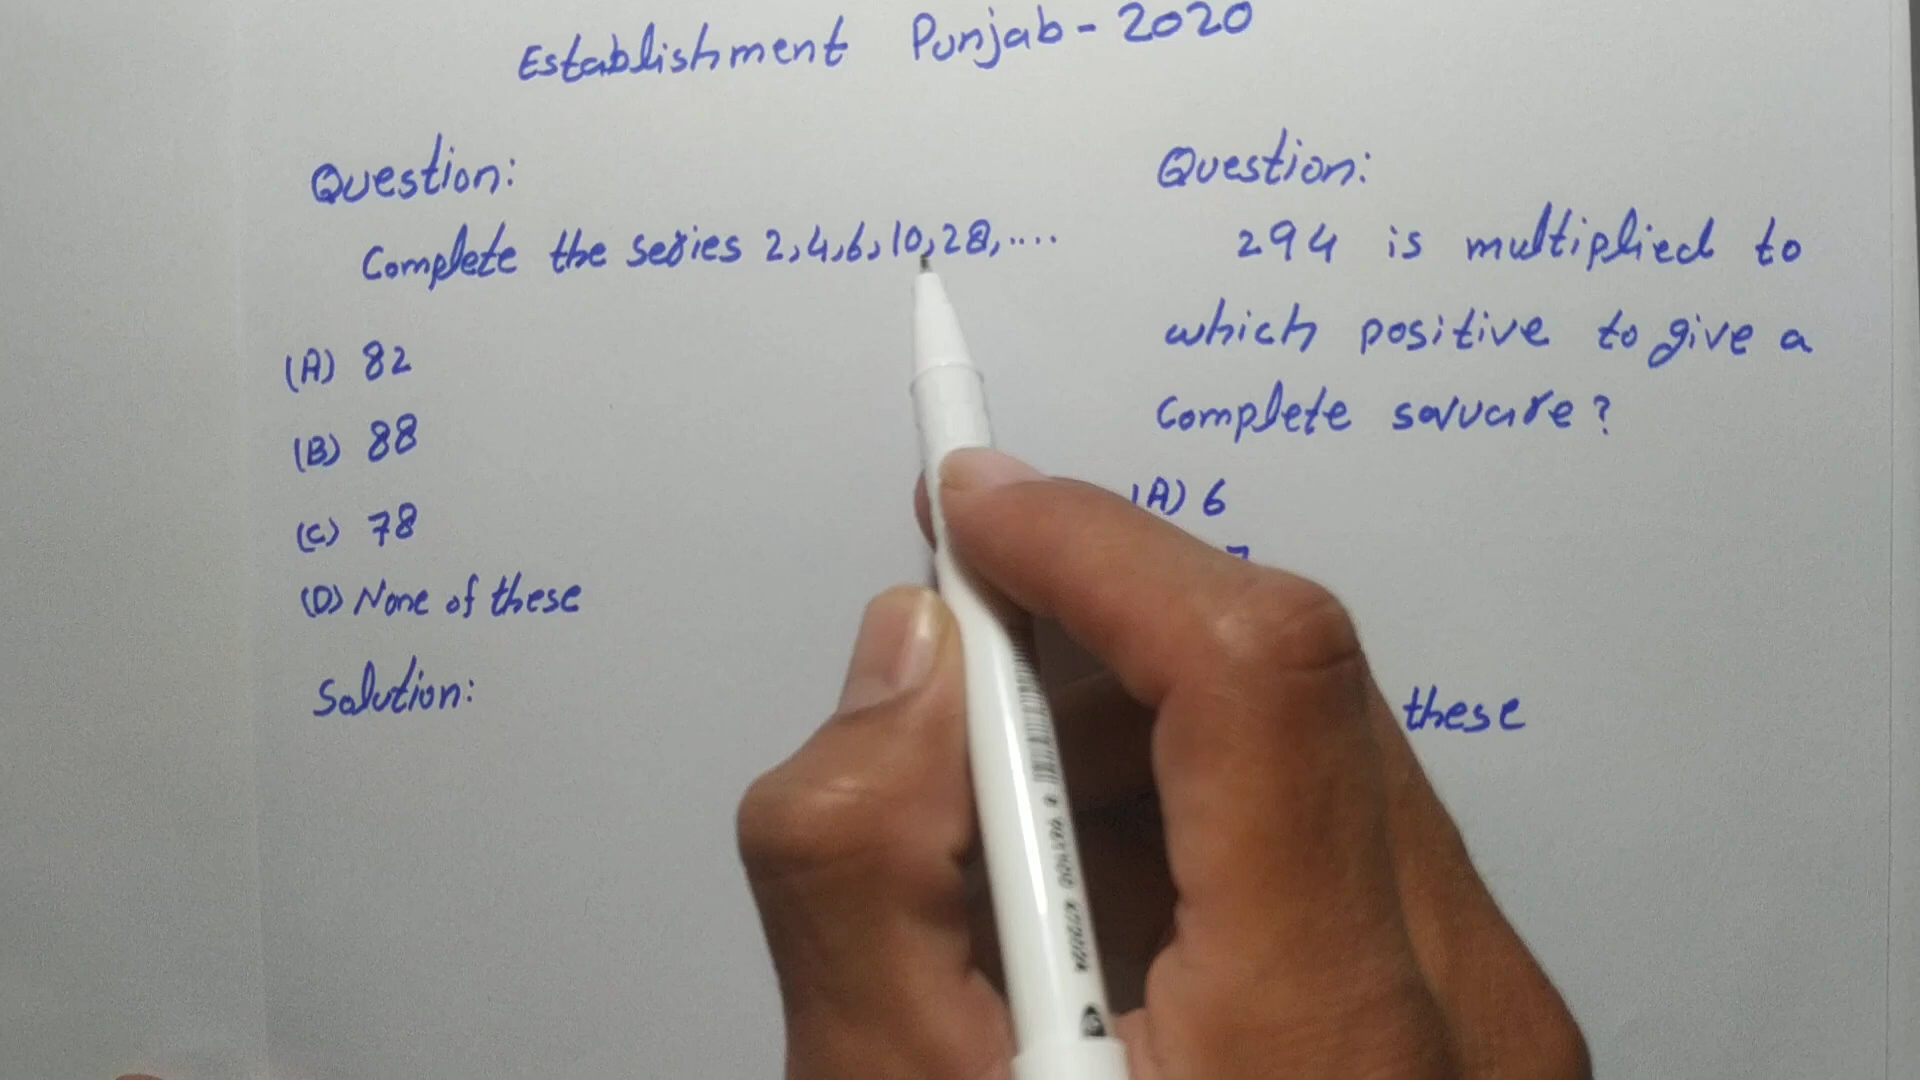 Establishment Punjab-2020
Question:
Complete the series 2,4,6,10,28,....
(A) 82
(B) 88
(C) 78
(D) None of these
Solution:
Question:
294 is multiplied to
which positive to give a
Complete square?
(A) 6
7
these